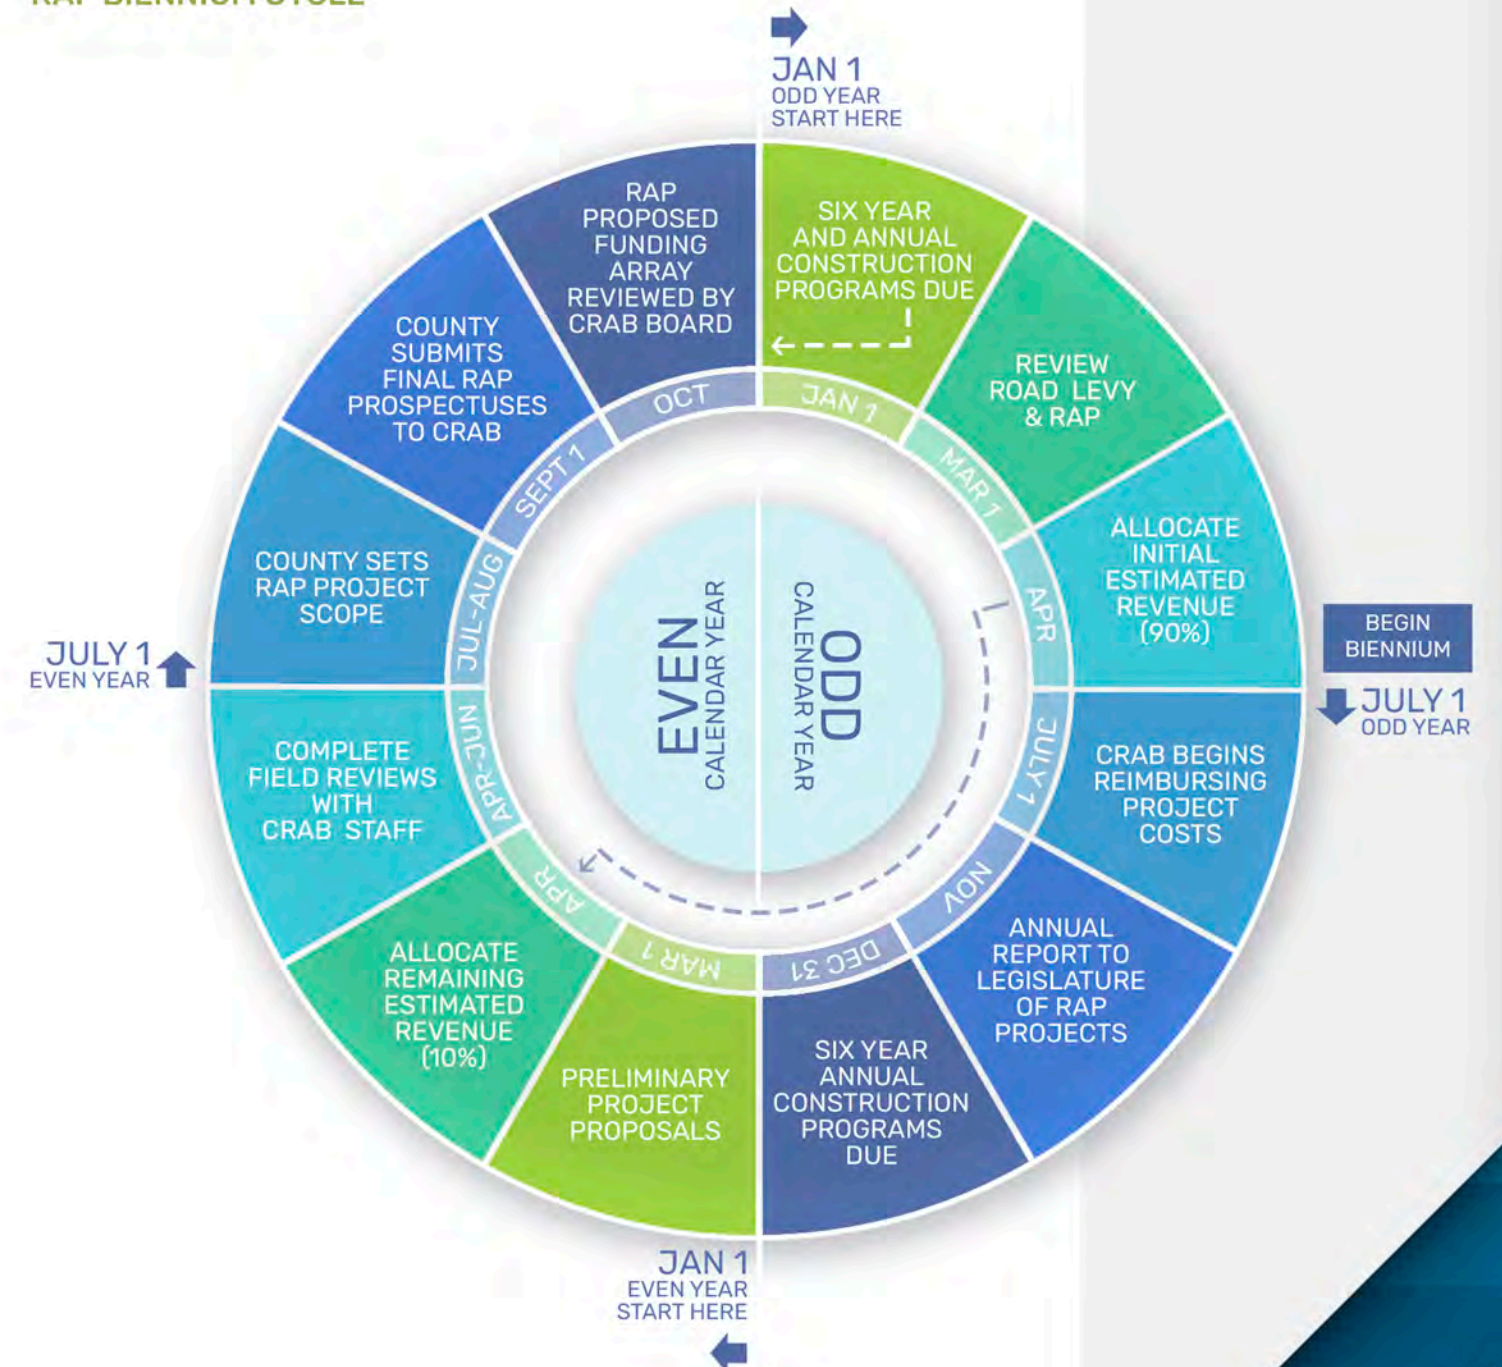 RAP BIENNIUM CYCLE
JAN 1
ODD YEAR
START HERE
SIX YEAR
AND ANNUAL
CONSTRUCTION
PROGRAMS DUE
JAN 1
REVIEW
ROAD LEVY
& RAP
MAR 1
ALLOCATE
INITIAL
ESTIMATED
REVENUE
(90%)
APR
BEGIN
BIENNIUM
JULY 1
ODD YEAR
CRAB BEGINS
REIMBURSING
PROJECT
COSTS
JULY 1
ANNUAL
REPORT TO
LEGISLATURE
OF RAP
PROJECTS
NOV
SIX YEAR
ANNUAL
CONSTRUCTION
PROGRAMS
DUE
DEC 31
JAN 1
EVEN YEAR
START HERE
PRELIMINARY
PROJECT
PROPOSALS
MAR 1
ALLOCATE
REMAINING
ESTIMATED
REVENUE
(10%)
APR
COMPLETE
FIELD REVIEWS
WITH
CRAB STAFF
APR-JUN
JULY 1
EVEN YEAR
COUNTY SETS
RAP PROJECT
SCOPE
JUL-AUG
COUNTY
SUBMITS
FINAL RAP
PROSPECTUSES
TO CRAB
SEPT 1
RAP
PROPOSED
FUNDING
ARRAY
REVIEWED BY
CRAB BOARD
OCT
EVEN
CALENDAR YEAR
ODD
CALENDAR YEAR